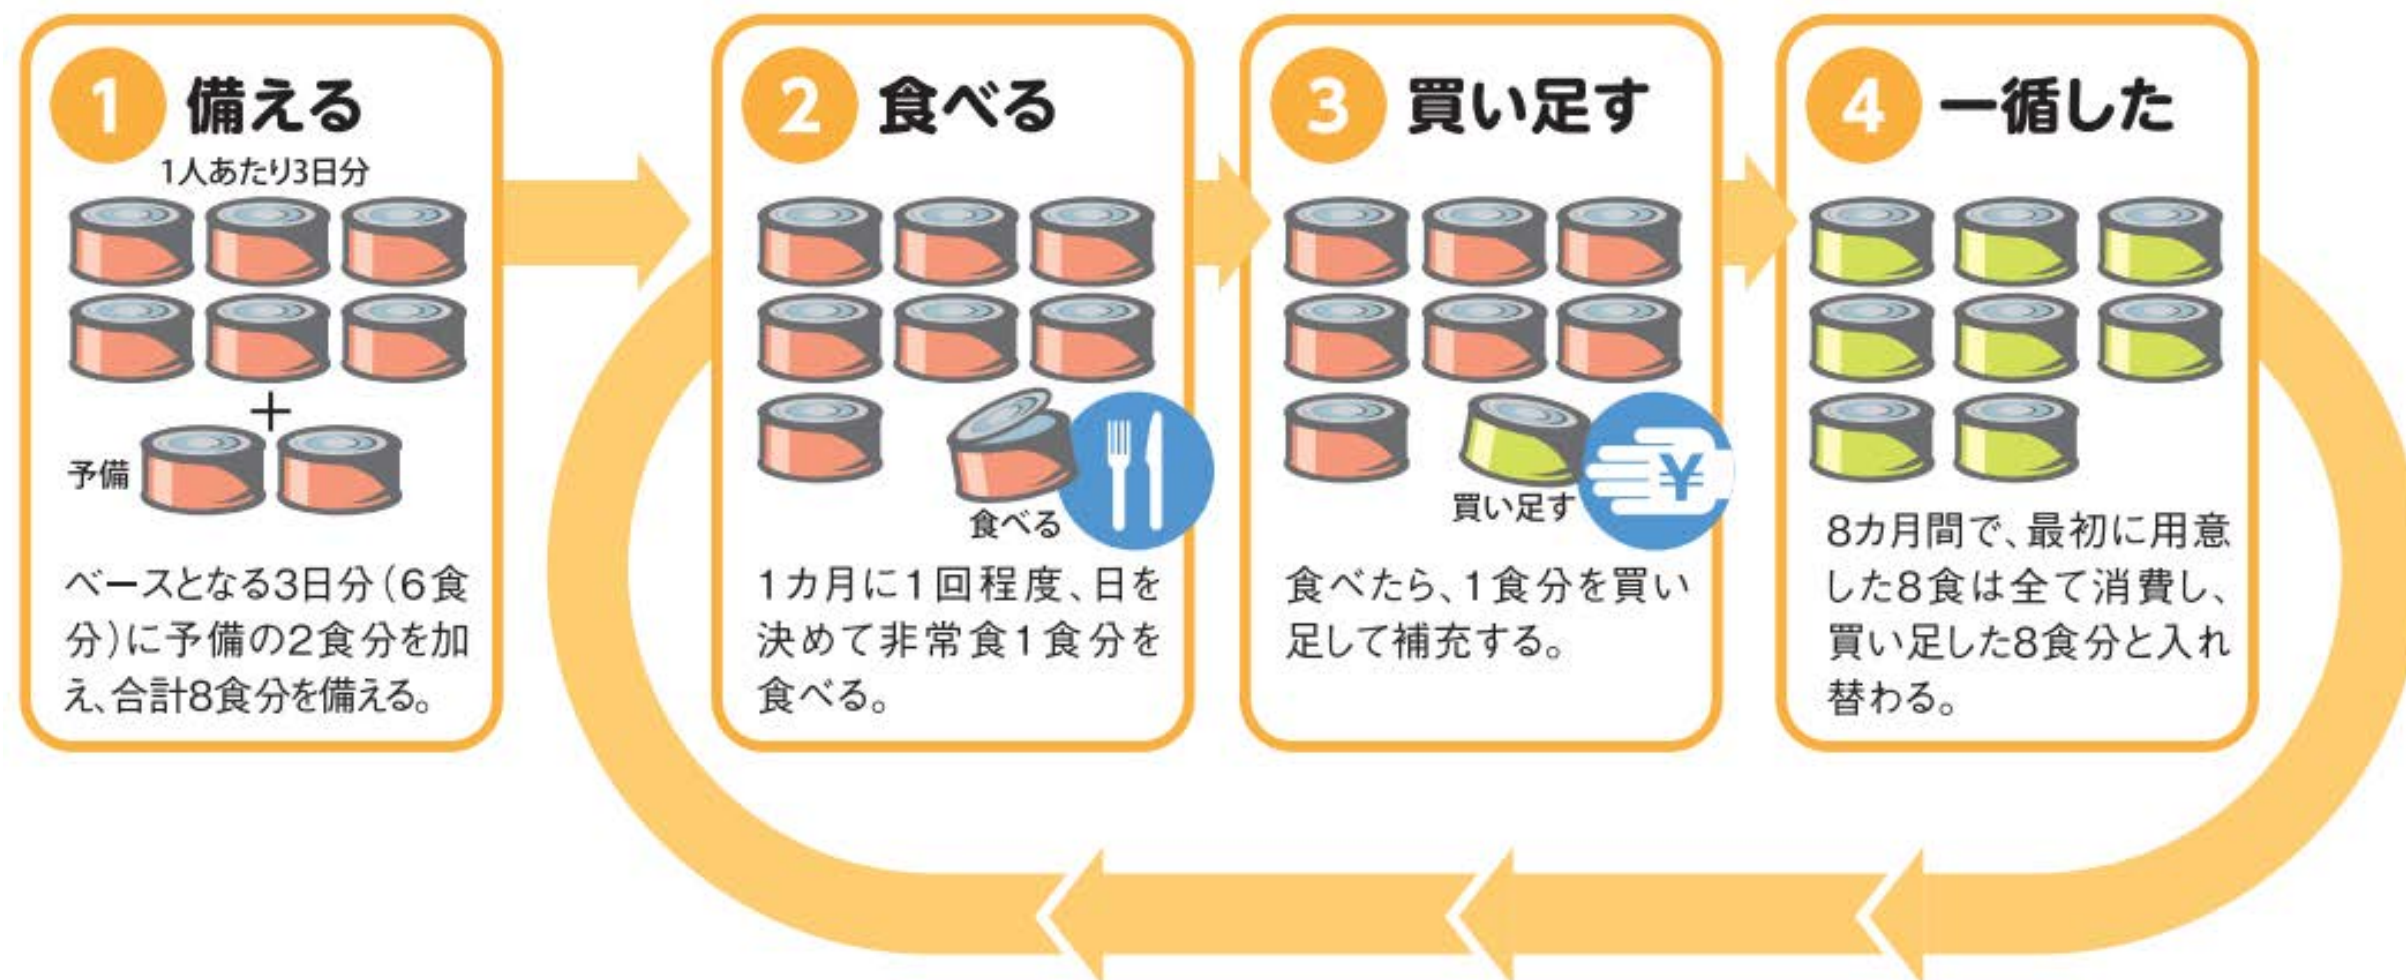 1 備える
1人あたり3日分
+
予備
ベースとなる3日分(6食
分)に予備の2食分を加
え、合計8食分を備える。
2 食べる
食べる
1カ月に1回程度、日を
決めて非常食1食分を
食べる。
3 買い足す
¥
買い足す
食べたら、1食分を買い
足して補充する。
4 一循した
8カ月間で、最初に用意
した8食は全て消費し、
買い足した8食分と入れ
替わる。